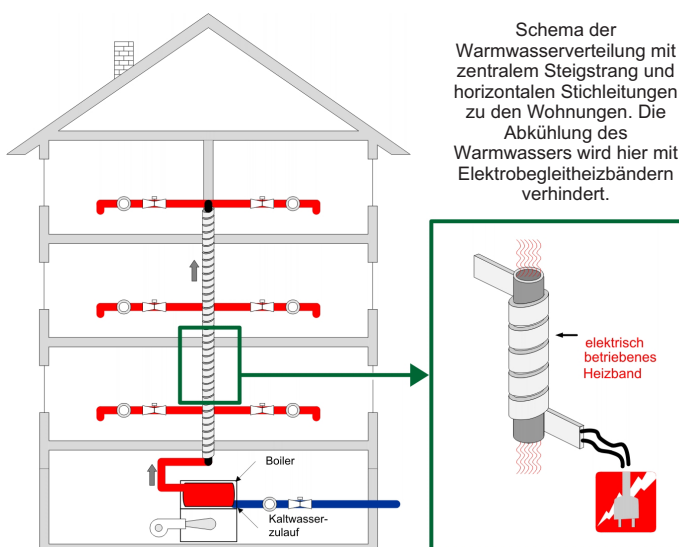 Schema der
Warmwasserverteilung mit
zentralem Steigstrang und
horizontalen Stichleitungen
zu den Wohnungen. Die
Abkühlung des
Warmwassers wird hier mit
Elektrobegleitheizbändern
verhindert.
elektrisch
betriebenes
Heizband
Boiler
Kaltwasser-
zulauf